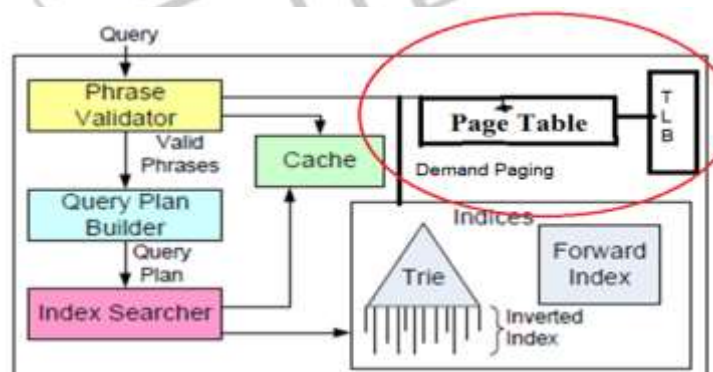 Query
Phrase
Validator
Valid
Phrases
Cache
Page Table
T
L
B
Demand Paging
Query Plan
Builder
Query
Plan
Index Searcher
Indices
Trie
Forward
Index
Inverted
Index